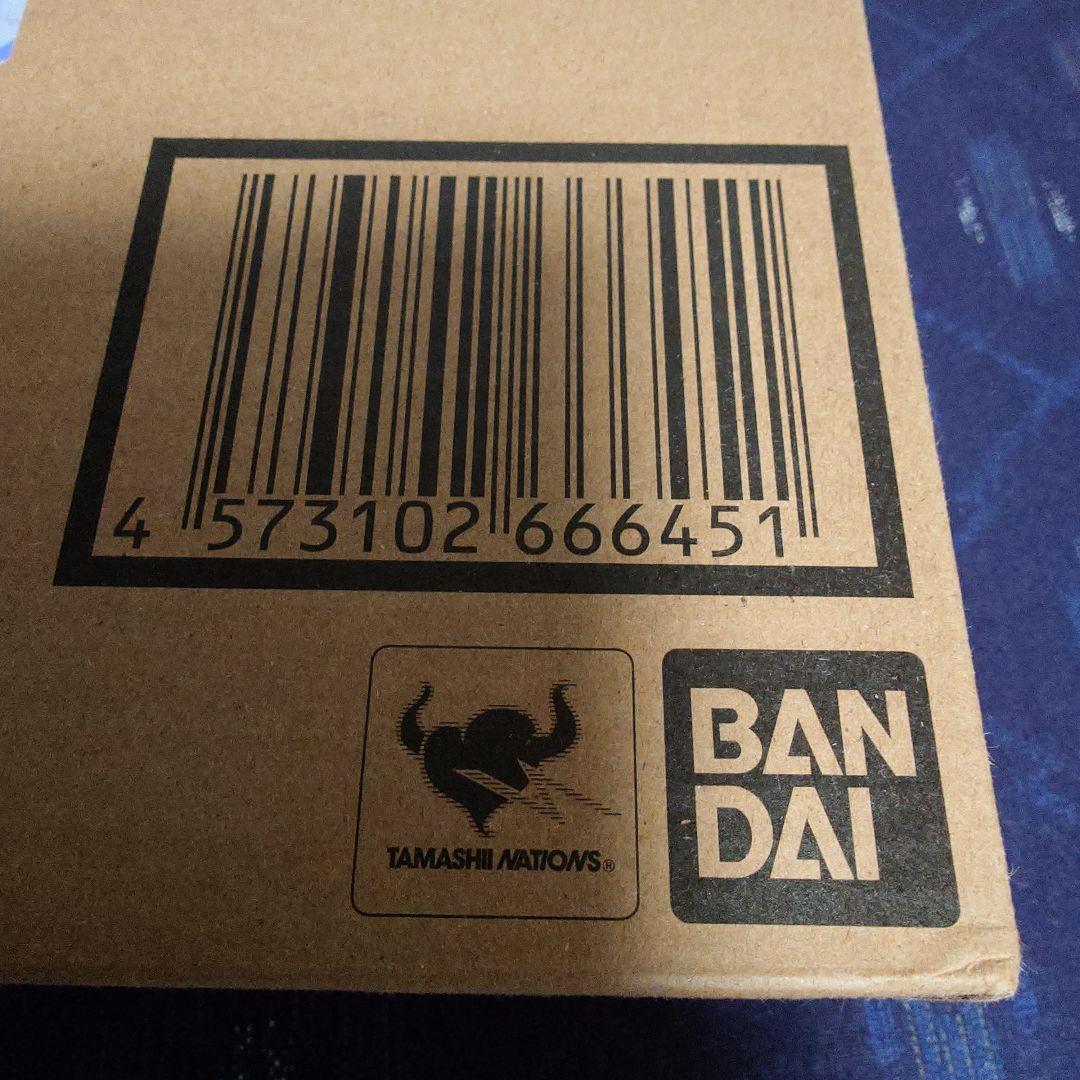 4 573102 666451
TAMASHII NATIONS®
BAN
DAI